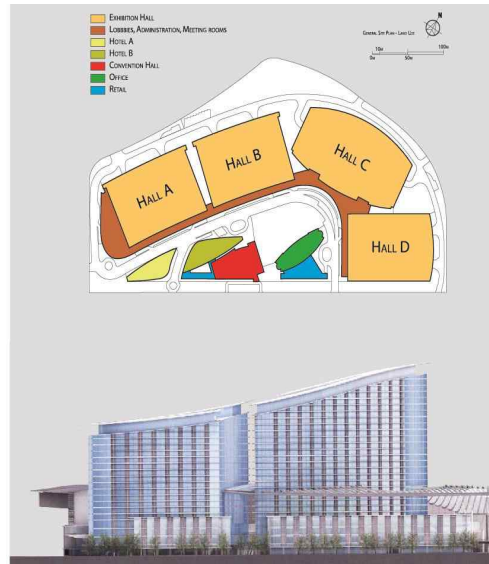 EXHIBITION HALL
LOBBBIES, ADMINISTRATION, MEETING ROOMS
HOTEL A
HOTEL B
CONVENTION HALL
OFFICE
RETAIL
GENERAL SITE PLAN - LAND USE
10M
100M
0M
50M
HALL A
HALL B
HALL C
HALL D